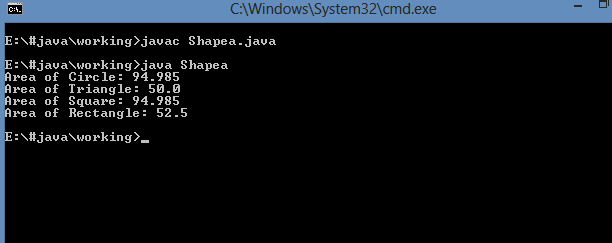 C:\Windows\System32\cmd.exe
E:\#java\working>javac Shapea.java
E:\#java\working>java Shapea
Area of Circle: 94.985
Area of Triangle: 50.0
Area of Square: 94.985
Area of Rectangle: 52.5
E:\#java\working>_